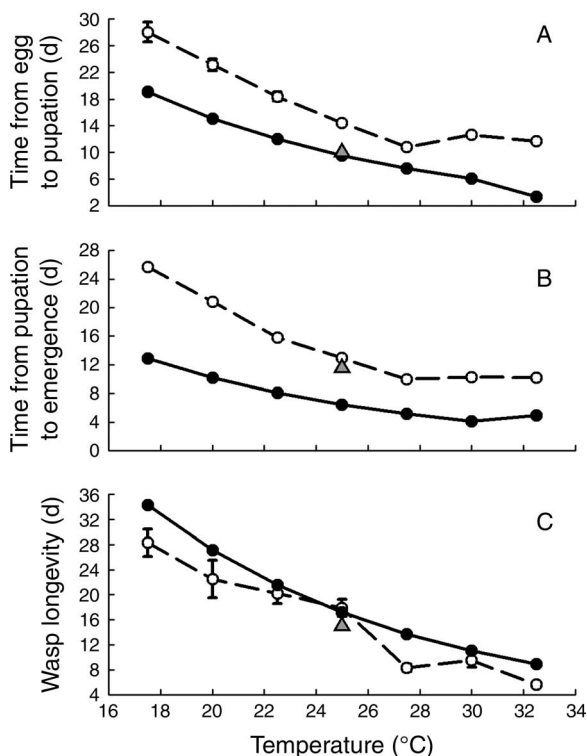 30
26
22
18
14
10
6
2
Time from egg
to pupation (d)
A
28
24
20
16
12
8
4
0
Time from pupation
to emergence (d)
B
36
32
28
24
20
16
12
8
4
Wasp longevity (d)
C
16 18 20 22 24 26 28 30 32 34
Temperature (°C)